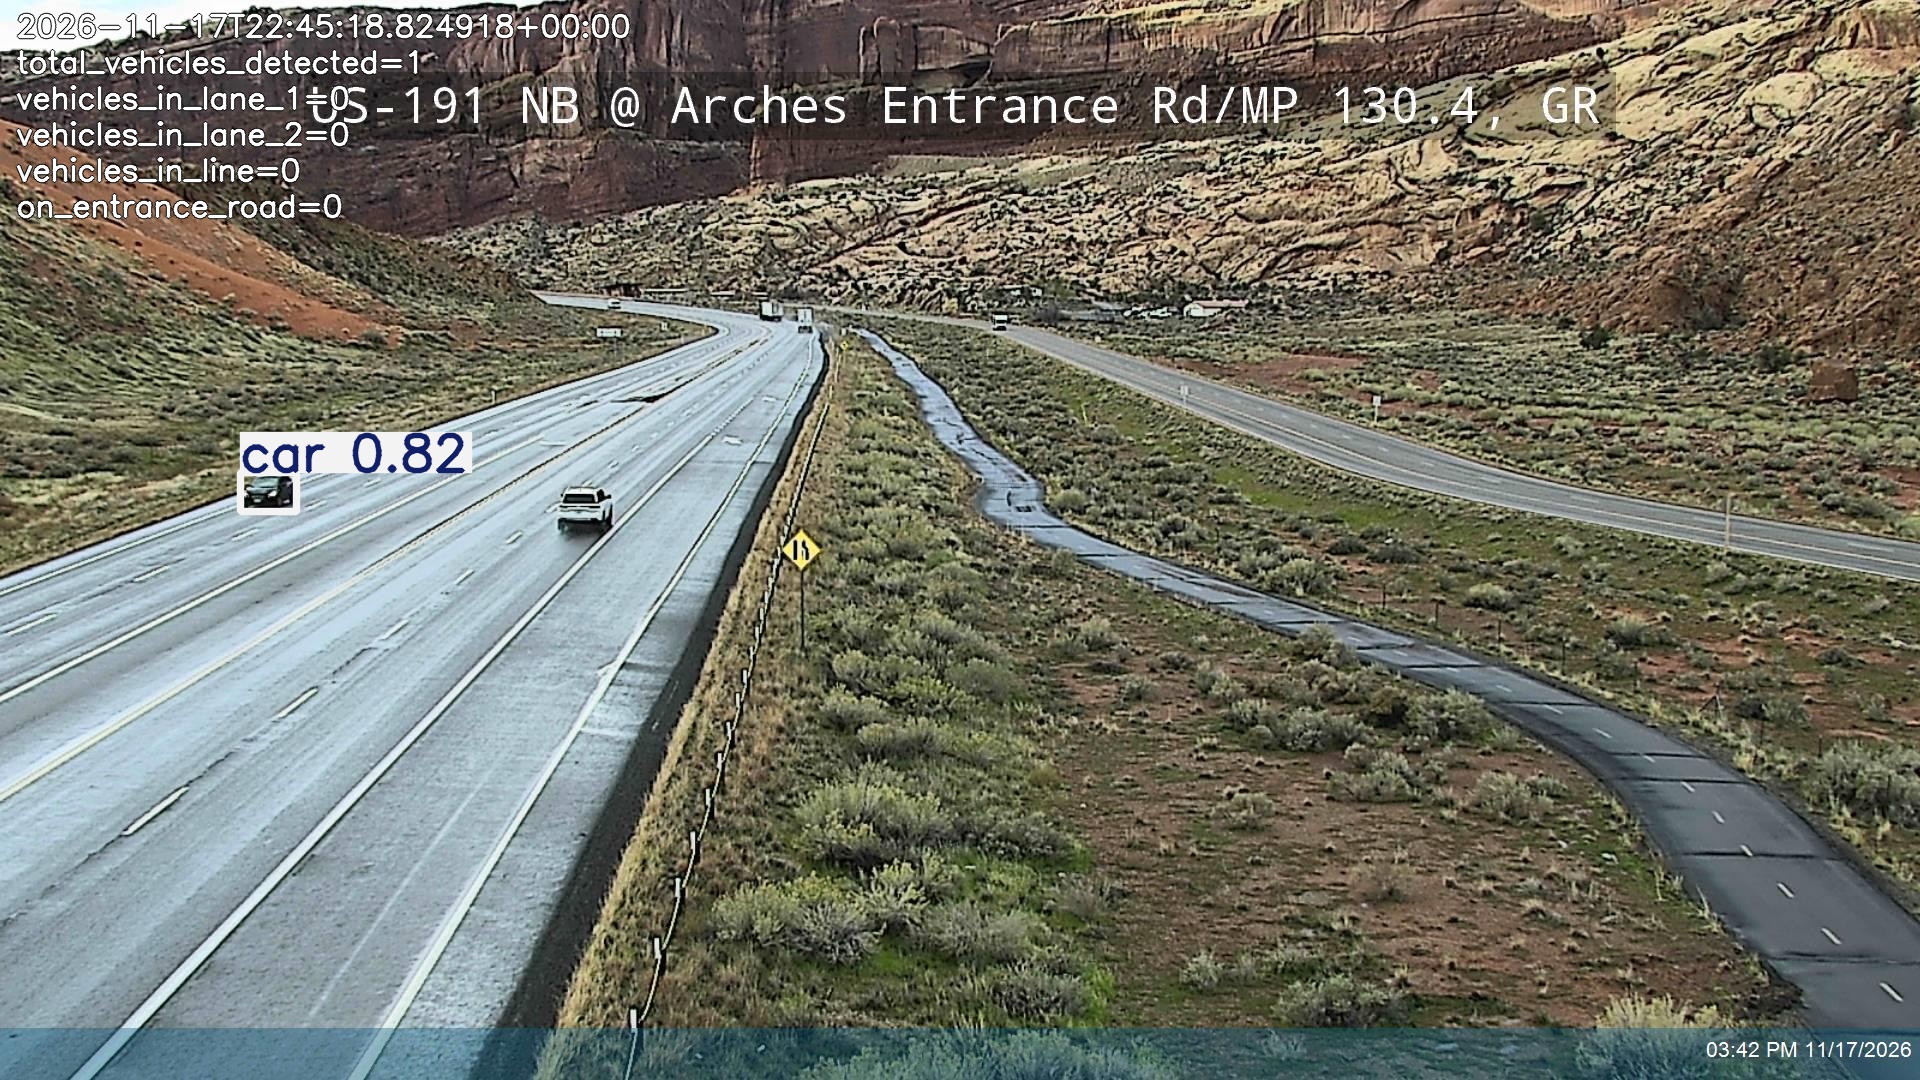 2026-11-17T22:45:18.824918+00:00
total_vehicles_detected=1
vehicles_in_lane_1=0
US-191 NB @ Arches Entrance Rd/MP 130.4, GR
vehicles_in_lane_2=0
vehicles_in_line=0
on_entrance_road=0
car 0.82
03:42 PM 11/17/2026